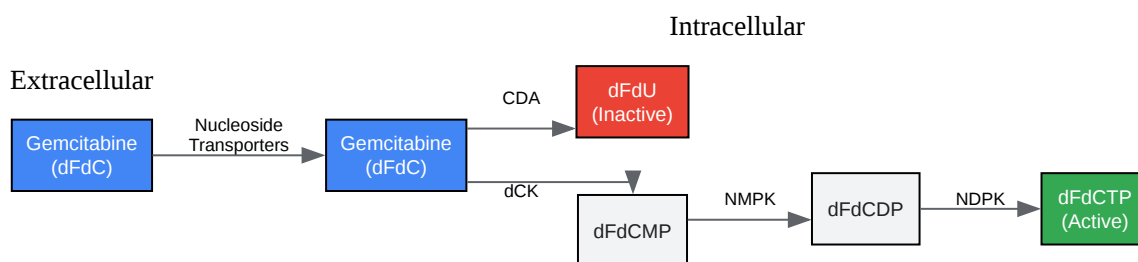 Intracellular
Extracellular
dFdU
(Inactive)
CDA
Nucleoside
Transporters
Gemcitabine
(dFdC)
Gemcitabine
(dFdC)
dCK
dFdCMP
NMPK
dFdCDP
NDPK
dFdCTP
(Active)